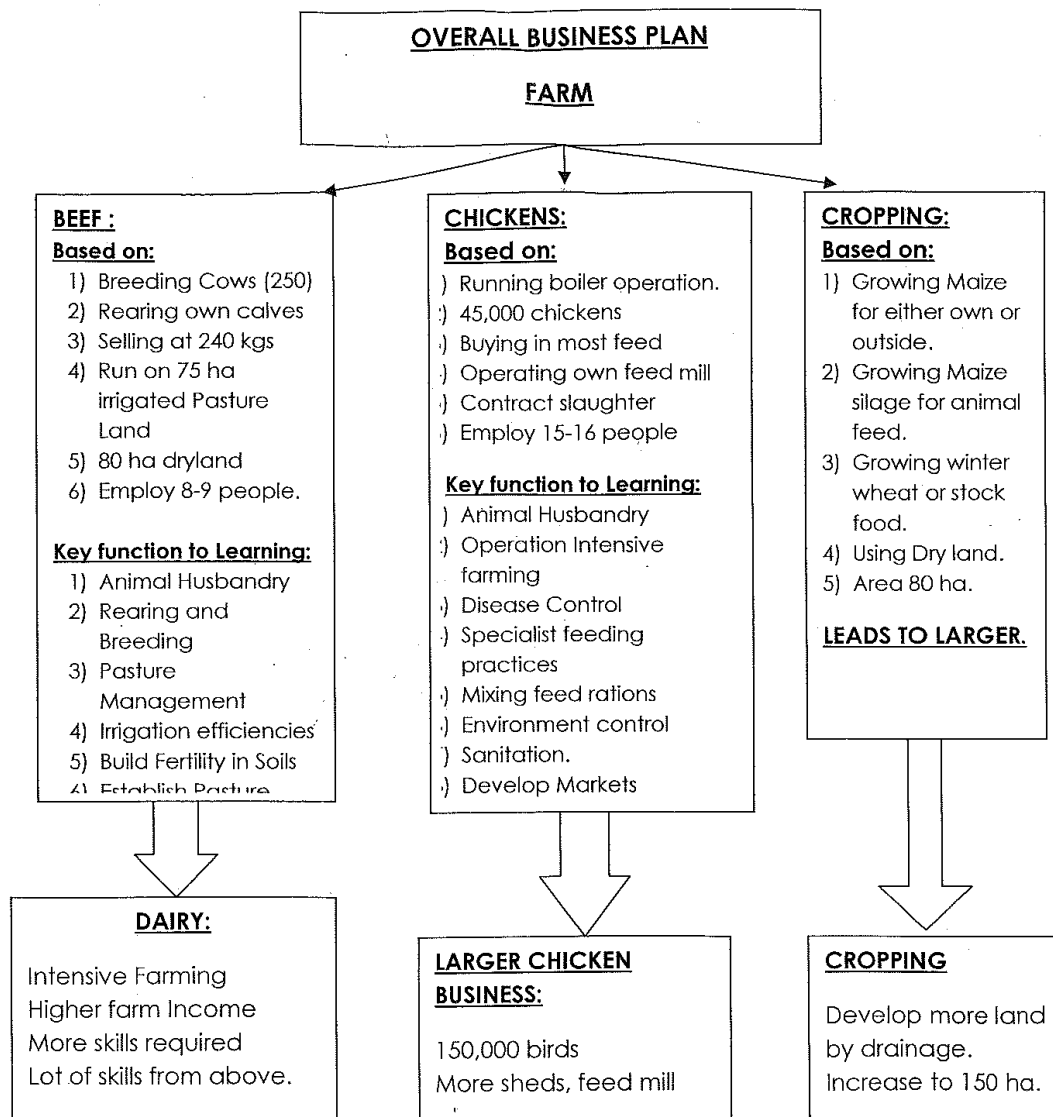 OVERALL BUSINESS PLAN
FARM
BEEF :
Based on:
1) Breeding Cows (250)
2) Rearing own calves
3) Selling at 240 kgs
4) Run on 75 ha
irrigated Pasture
Land
5) 80 ha dryland
6) Employ 8-9 people.
Key function to Learning:
1) Animal Husbandry
2) Rearing and
Breeding
3) Pasture
Management
4) Irrigation efficiencies
5) Build Fertility in Soils
6) Establish Pasture
CHICKENS:
Based on:
) Running boiler operation.
) 45,000 chickens
) Buying in most feed
) Operating own feed mill
) Contract slaughter
) Employ 15-16 people
Key function to Learning:
) Animal Husbandry
) Operation Intensive
farming
) Disease Control
) Specialist feeding
practices
) Mixing feed rations
) Environment control
) Sanitation.
) Develop Markets
CROPPING:
Based on:
1) Growing Maize
for either own or
outside.
2) Growing Maize
silage for animal
feed.
3) Growing winter
wheat or stock
food.
4) Using Dry land.
5) Area 80 ha.
LEADS TO LARGER.
DAIRY:
Intensive Farming
Higher farm Income
More skills required
Lot of skills from above.
LARGER CHICKEN
BUSINESS:
150,000 birds
More sheds, feed mill
CROPPING
Develop more land
by drainage.
Increase to 150 ha.